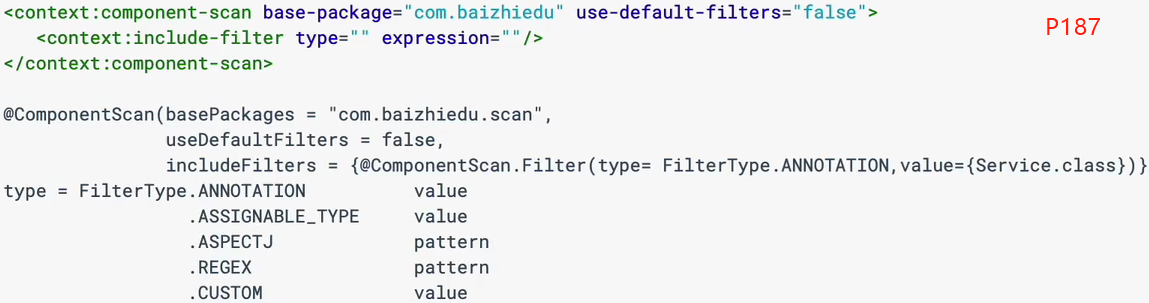 <context:component-scan base-package="com.baizhiedu" use-default-filters="false">
P187
   <context:include-filter type="" expression=""/>
</context:component-scan>

@ComponentScan(basePackages = "com.baizhiedu.scan",
               useDefaultFilters = false,
               includeFilters = {@ComponentScan.Filter(type= FilterType.ANNOTATION,value={Service.class})}
type = FilterType.ANNOTATION          value
                 .ASSIGNABLE_TYPE     value
                 .ASPECTJ             pattern
                 .REGEX               pattern
                 .CUSTOM              value